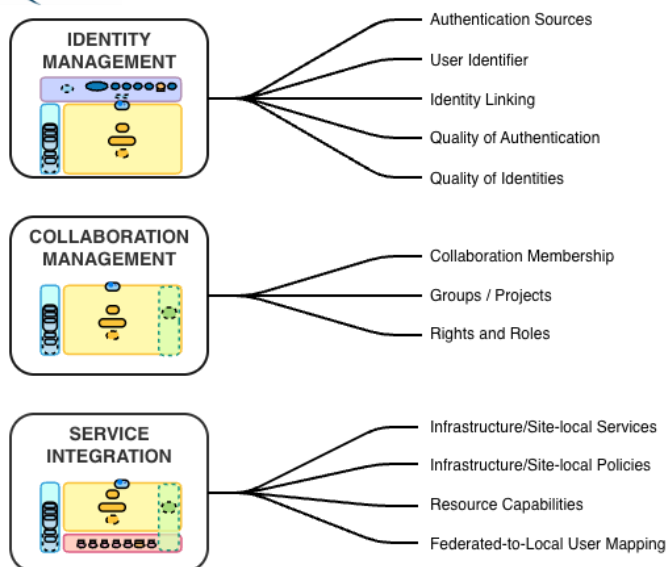 IDENTITY
MANAGEMENT
Authentication Sources
User Identifier
Identity Linking
Quality of Authentication
Quality of Identities
COLLABORATION
MANAGEMENT
Collaboration Membership
Groups / Projects
Rights and Roles
SERVICE
INTEGRATION
Infrastructure/Site-local Services
Infrastructure/Site-local Policies
Resource Capabilities
Federated-to-Local User Mapping